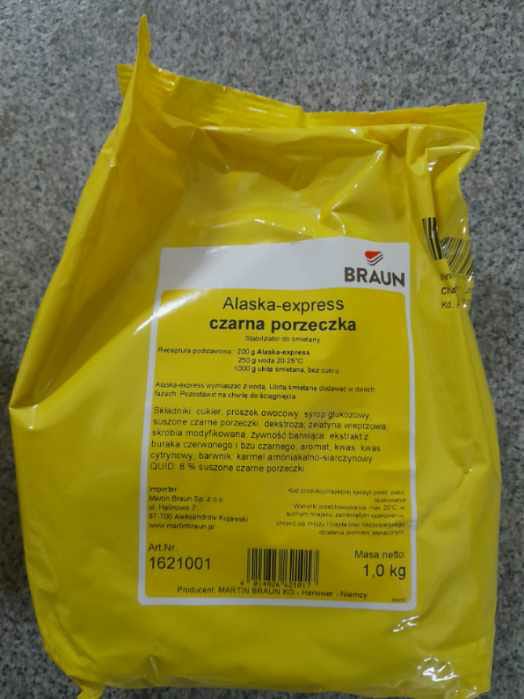 BRAUN
Alaska-express
czarna porzeczka
Stabilizator do śmietany
Receptura podstawowa: 200 g Alaska-express
250 g woda 20-25°C
1000 g ubita śmietana, bez cukru
Alaska-express wymieszać z wodą. Ubitą śmietanę dodawać w dwóch
fazach. Pozostawić na chwilę do ściągnięcia
Składniki: cukier, proszek owocowy, syrop glukozowy,
suszone czarne porzeczki, dekstroza, żelatyna wieprzowa,
skrobia modyfikowana, żywność barwiąca: ekstrakt z
buraka czerwonego i bzu czarnego, aromat, kwas: kwas
cytrynowy, barwnik: karmel amoniakalno-siarczynowy
QUID: 6 % suszone czarne porzeczki
Importer:
Martin Braun Sp. z o.o.
ul. Halinowa 2
87-700 Aleksandrów Kujawski
www.martinbraun.pl
Art.Nr.
1621001
Masa netto
1,0 kg
Producent: MARTIN BRAUN KG - Hanower - Niemcy